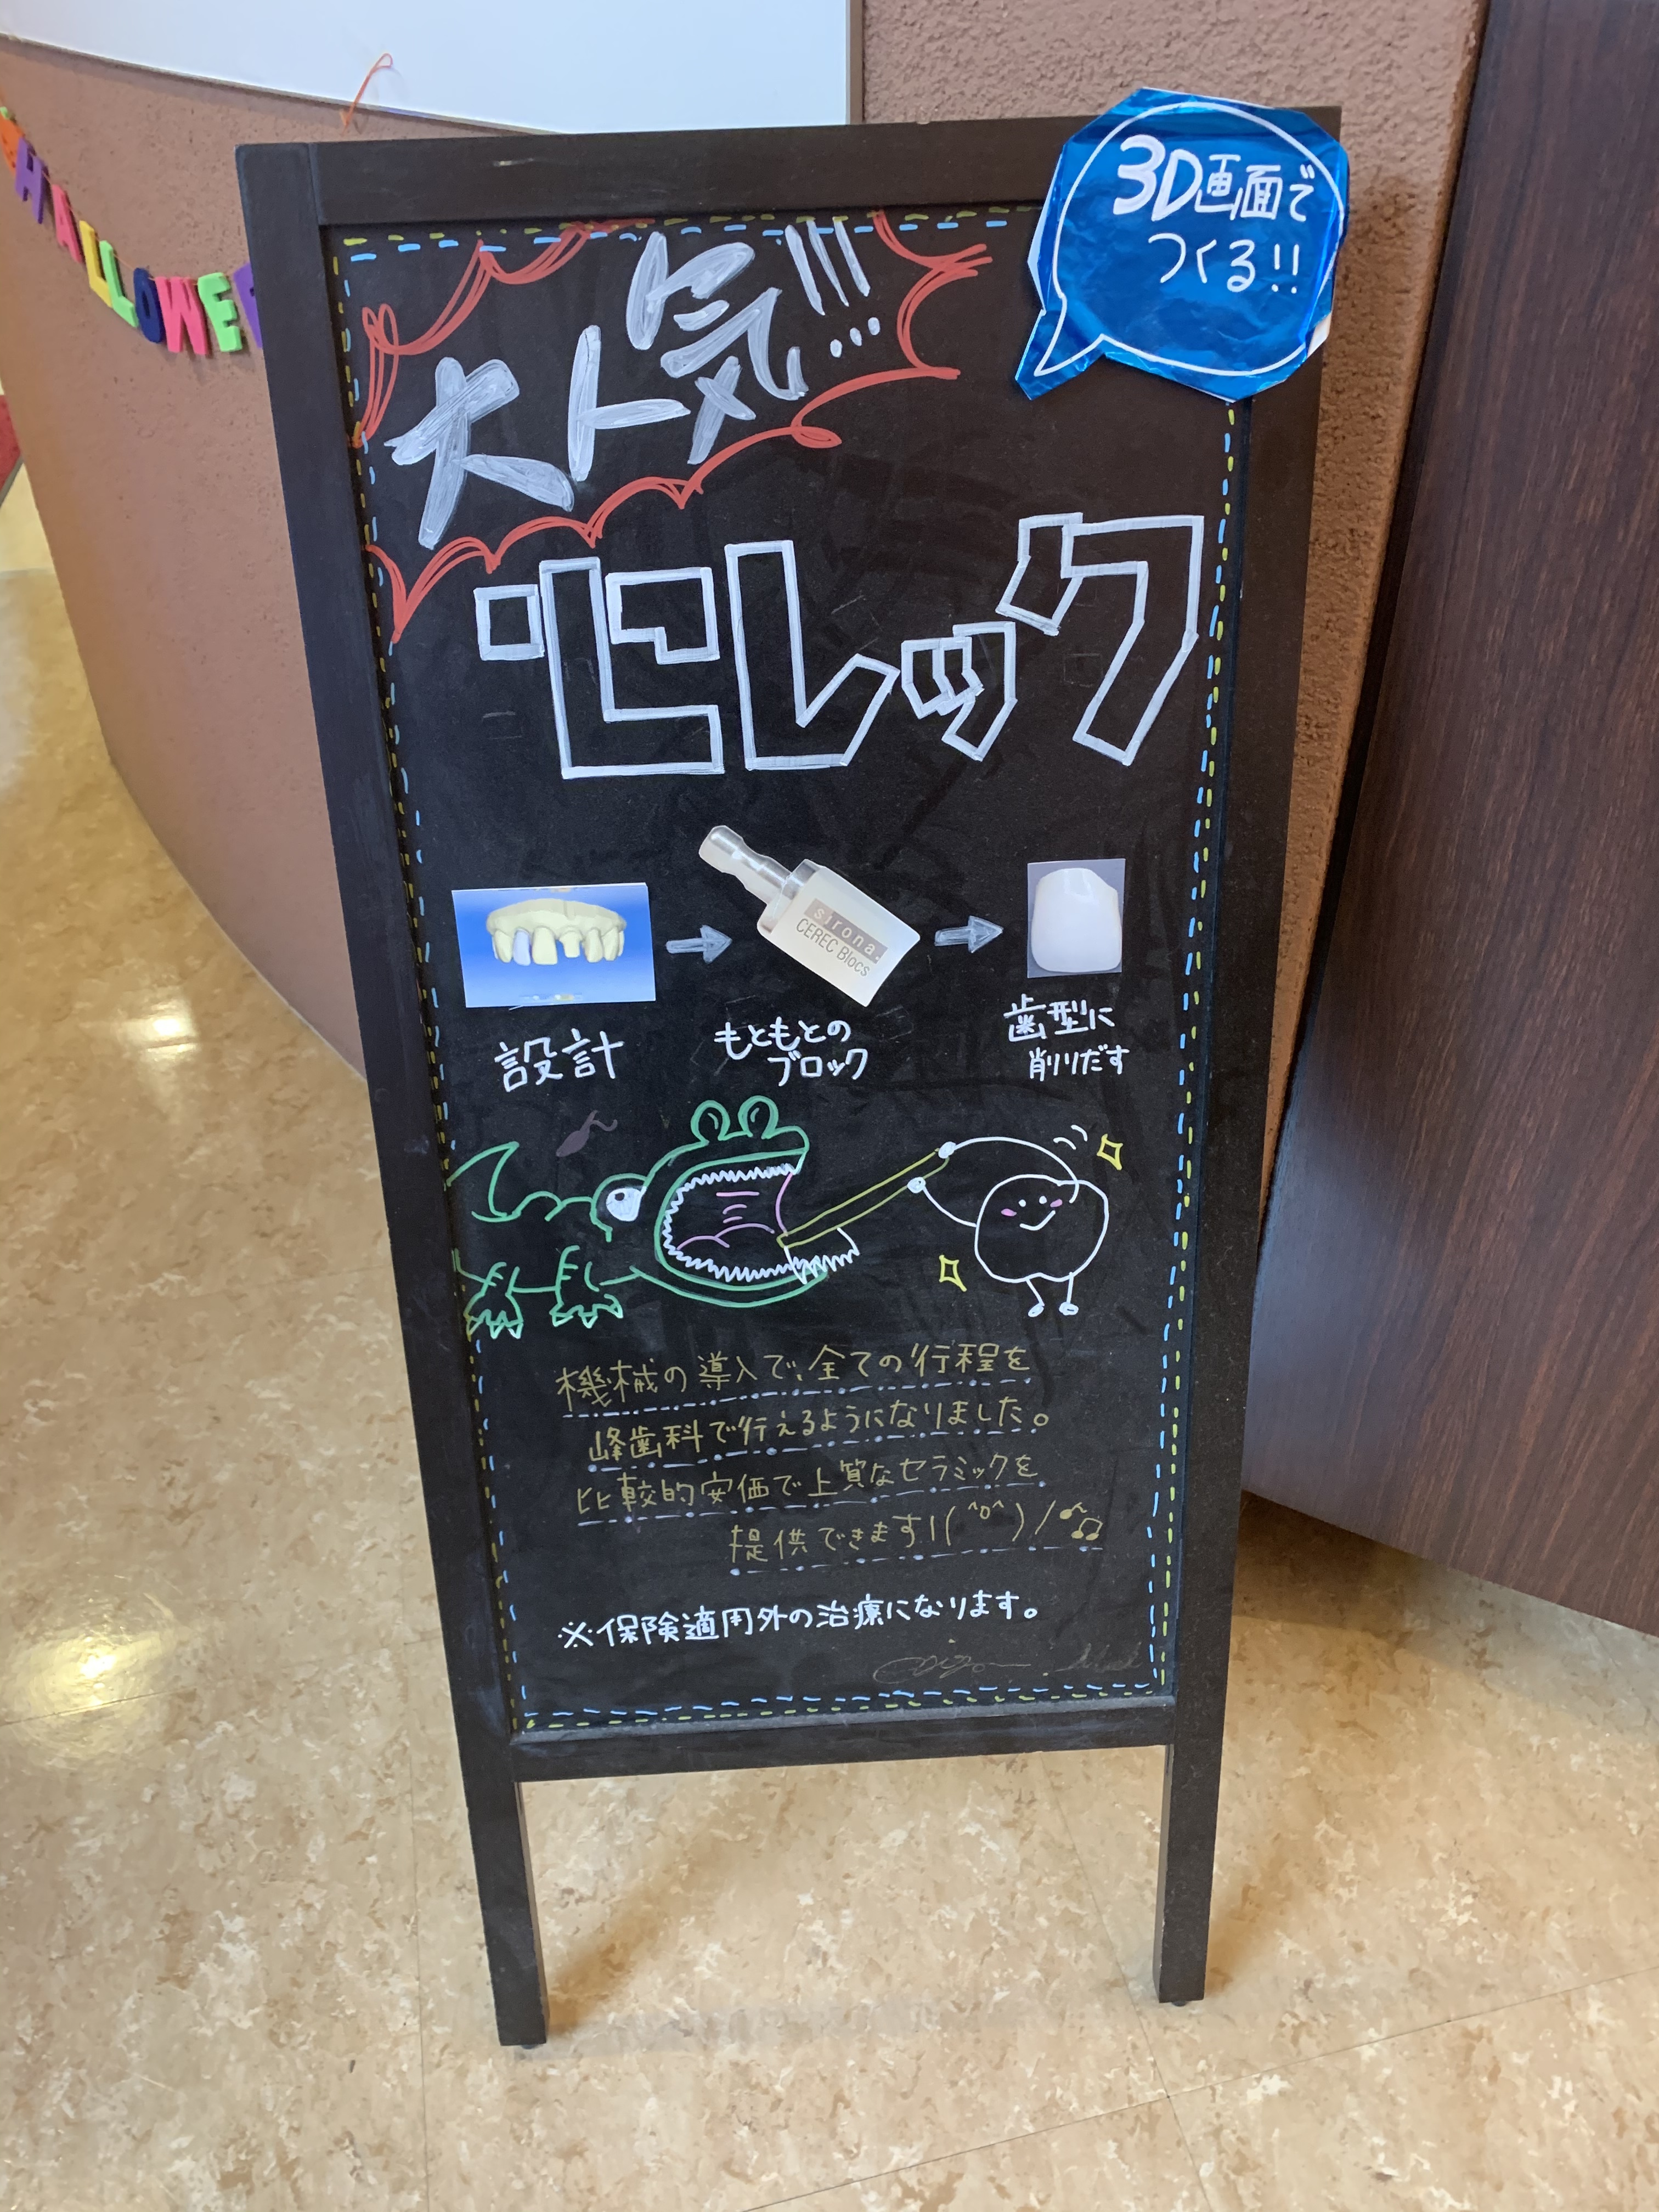 HALLOWEE
3D画面で
つくる!!
大人気!!!
セレック
sirona.
CEREC Blocs
設計
もともとの
ブロック
歯型に
削りだす
機械の導入で、全ての行程を
峰歯科で行えるようになりました。
比較的安価で上質なセラミックを
提供できます!(^o^)/♪♫
※保険適用外の治療になります。